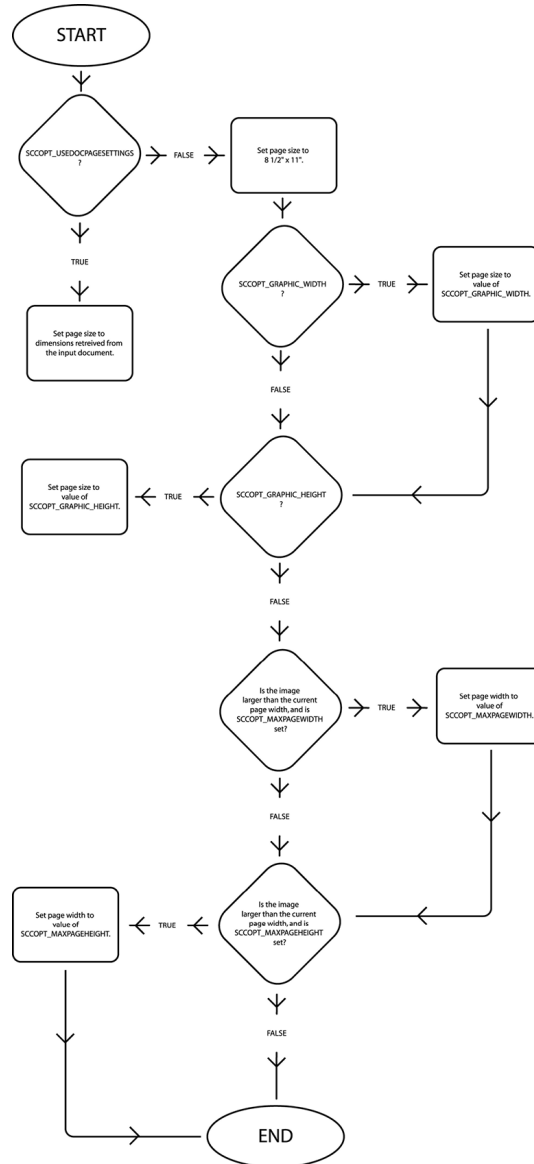 START
SCCOPT_USEDOCPAGESETTINGS
?
FALSE
Set page size to
8 1/2" x 11".
TRUE
Set page size to
dimensions retreived from
the input document.
SCCOPT_GRAPHIC_WIDTH
?
TRUE
Set page size to
value of
SCCOPT_GRAPHIC_WIDTH.
FALSE
SCCOPT_GRAPHIC_HEIGHT
?
TRUE
Set page size to
value of
SCCOPT_GRAPHIC_HEIGHT.
FALSE
Is the image
larger than the current
page width, and is
SCCOPT_MAXPAGEWIDTH
set?
TRUE
Set page width to
value of
SCCOPT_MAXPAGEWIDTH.
FALSE
Is the image
larger than the current
page width, and is
SCCOPT_MAXPAGEHEIGHT
set?
TRUE
Set page width to
value of
SCCOPT_MAXPAGEHEIGHT.
FALSE
END